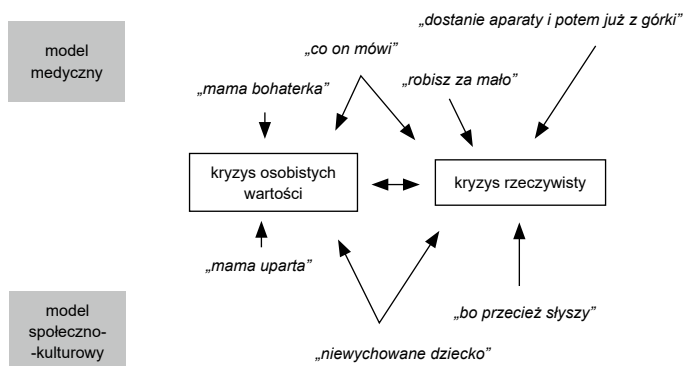 „dostanie aparaty i potem już z górki”
model
medyczny
„co on mówi”
„robisz za mało”
„mama bohaterka”
kryzys osobistych
wartości
kryzys rzeczywisty
„mama uparta”
model
społeczno-
-kulturowy
„bo przecież słyszy”
„niewychowane dziecko”